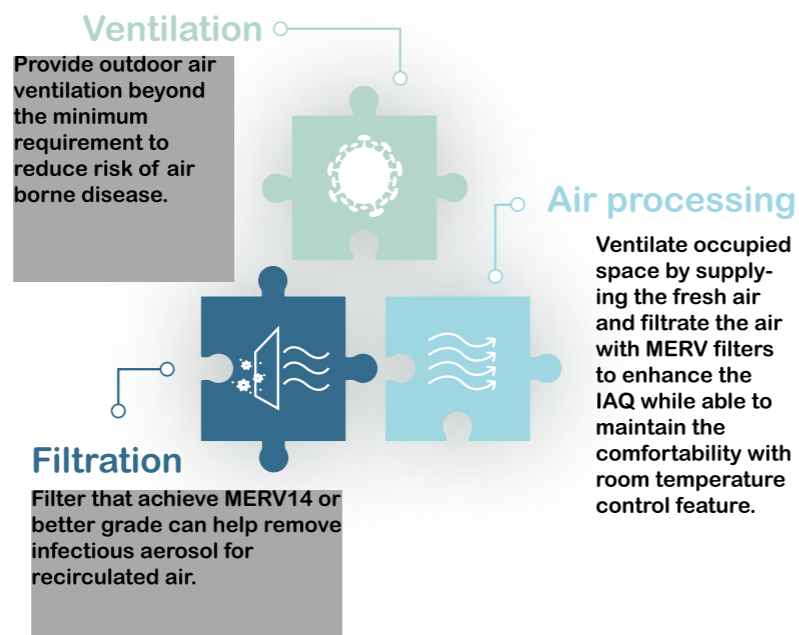 Ventilation
Provide outdoor air
ventilation beyond
the minimum
requirement to
reduce risk of air
borne disease.
Air processing
Ventilate occupied
space by supply-
ing the fresh air
and filtrate the air
with MERV filters
to enhance the
IAQ while able to
maintain the
comfortability with
room temperature
control feature.
Filtration
Filter that achieve MERV14 or
better grade can help remove
infectious aerosol for
recirculated air.